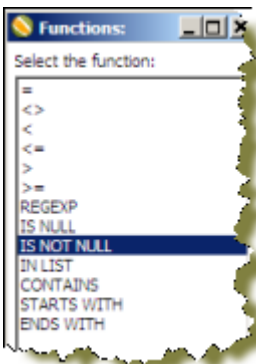 Functions:
Select the function:
=
<>
<
<=
>
>=
REGEXP
IS NULL
IS NOT NULL
IN LIST
CONTAINS
STARTS WITH
ENDS WITH